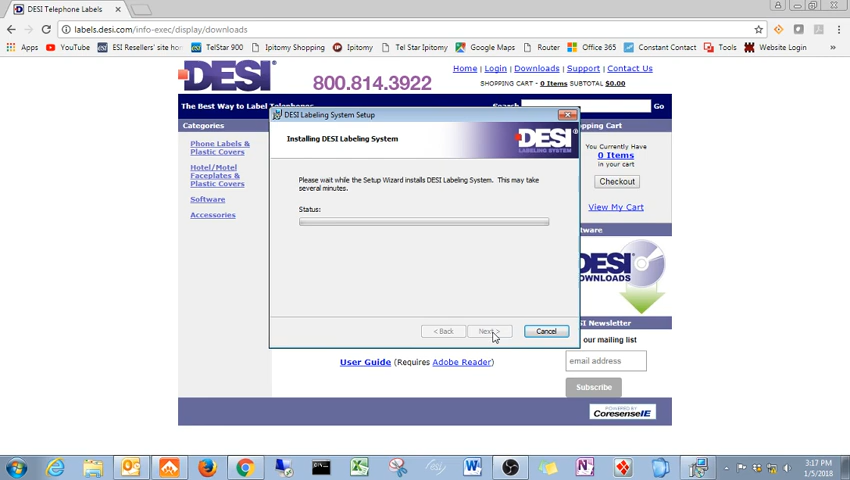 DESI Telephone Labels
labels.desi.com/info-exec/display/downloads
Apps YouTube ESI Resellers' site ho TelStar 900 Ipitomy Shopping Ipitomy Tel Star Ipitomy Google Maps Router Office 365 Constant Contact Tools Website Login
DESI
800.814.3922
Home | Login | Downloads | Support | Contact Us
SHOPPING CART - 0 Items SUBTOTAL $0.00
The Best Way to Label Telephones
Search
Go
Categories
Phone Labels &
Plastic Covers
Hotel/Motel
Faceplates &
Plastic Covers
Software
Accessories
DESI Labeling System Setup
Installing DESI Labeling System
DESI
LABELING SYSTEM
Please wait while the Setup Wizard installs DESI Labeling System. This may take
several minutes.
Status:
< Back
Next >
Cancel
User Guide (Requires Adobe Reader)
opping Cart
You Currently Have
0 Items
in your cart
Checkout
View My Cart
tware
DESI
DOWNLOADS
SI Newsletter
our mailing list
email address
Subscribe
POWERED BY
CoresenseIE
3:17 PM
1/5/2018